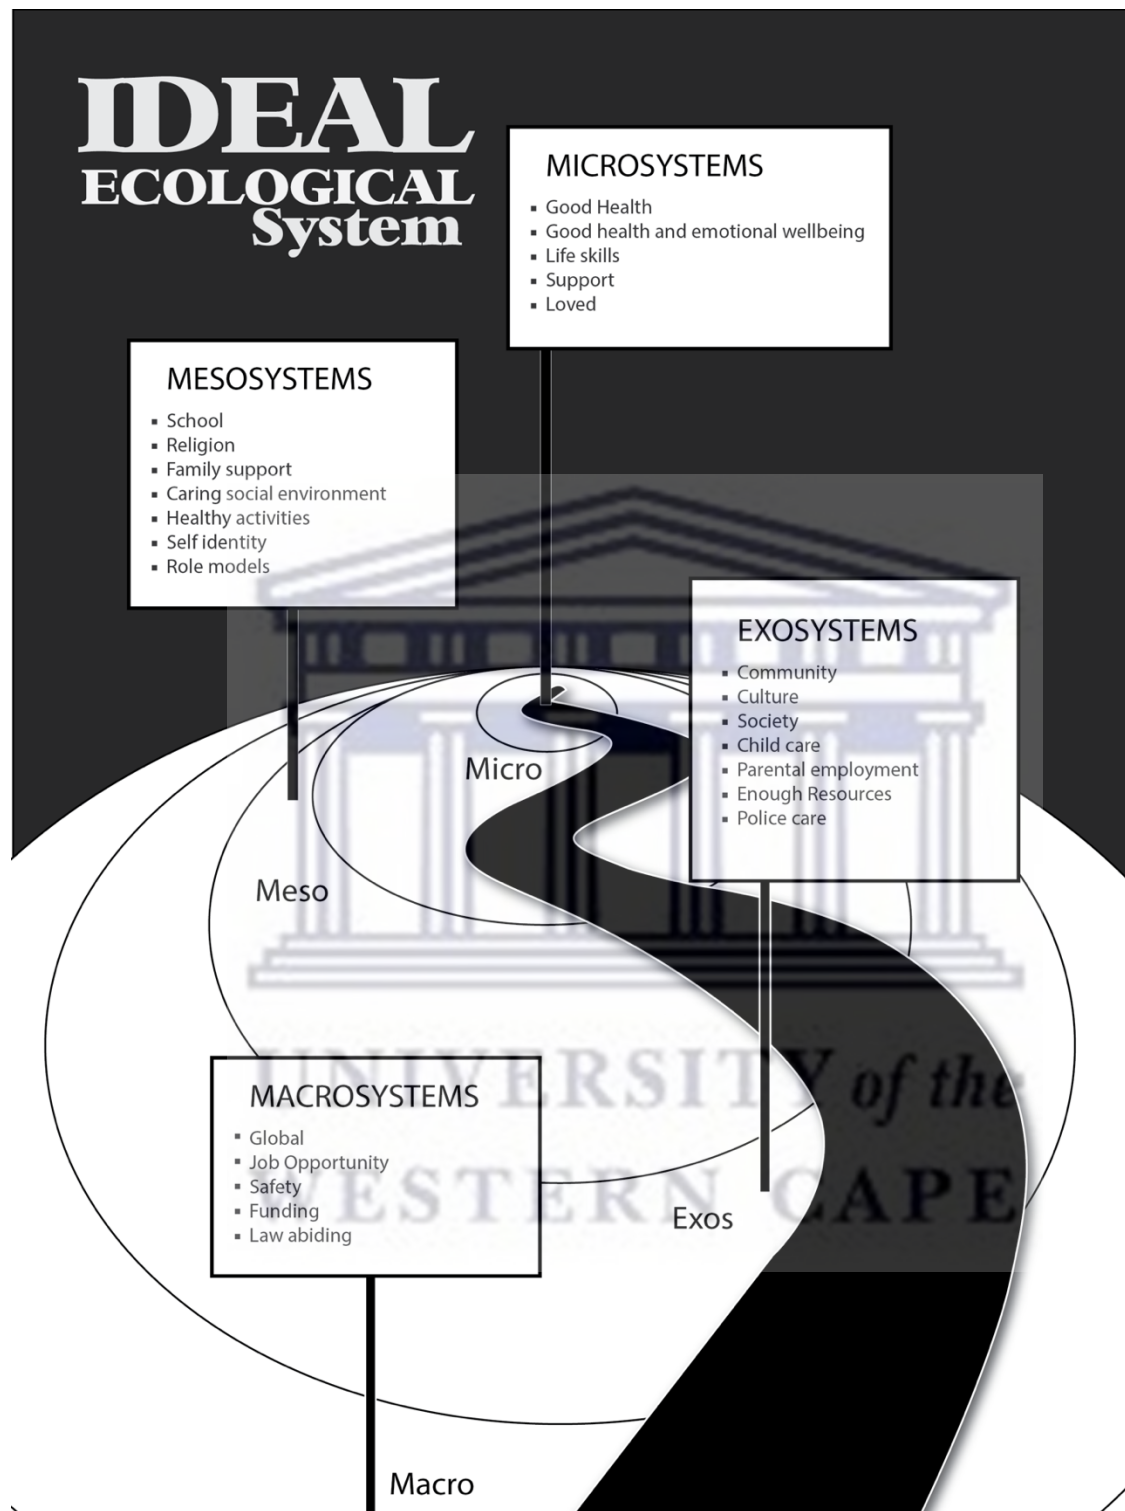 IDEAL
ECOLOGICAL
System
MICROSYSTEMS
▪ Good Health
▪ Good health and emotional wellbeing
▪ Life skills
▪ Support
▪ Loved
MESOSYSTEMS
▪ School
▪ Religion
▪ Family support
▪ Caring social environment
▪ Healthy activities
▪ Self identity
▪ Role models
EXOSYSTEMS
▪ Community
▪ Culture
▪ Society
▪ Child care
▪ Parental employment
▪ Enough Resources
▪ Police care
Micro
Meso
MACROSYSTEMS
▪ Global
▪ Job Opportunity
▪ Safety
▪ Funding
▪ Law abiding
Exos
Macro
UNIVERSITY of the
WESTERN CAPE